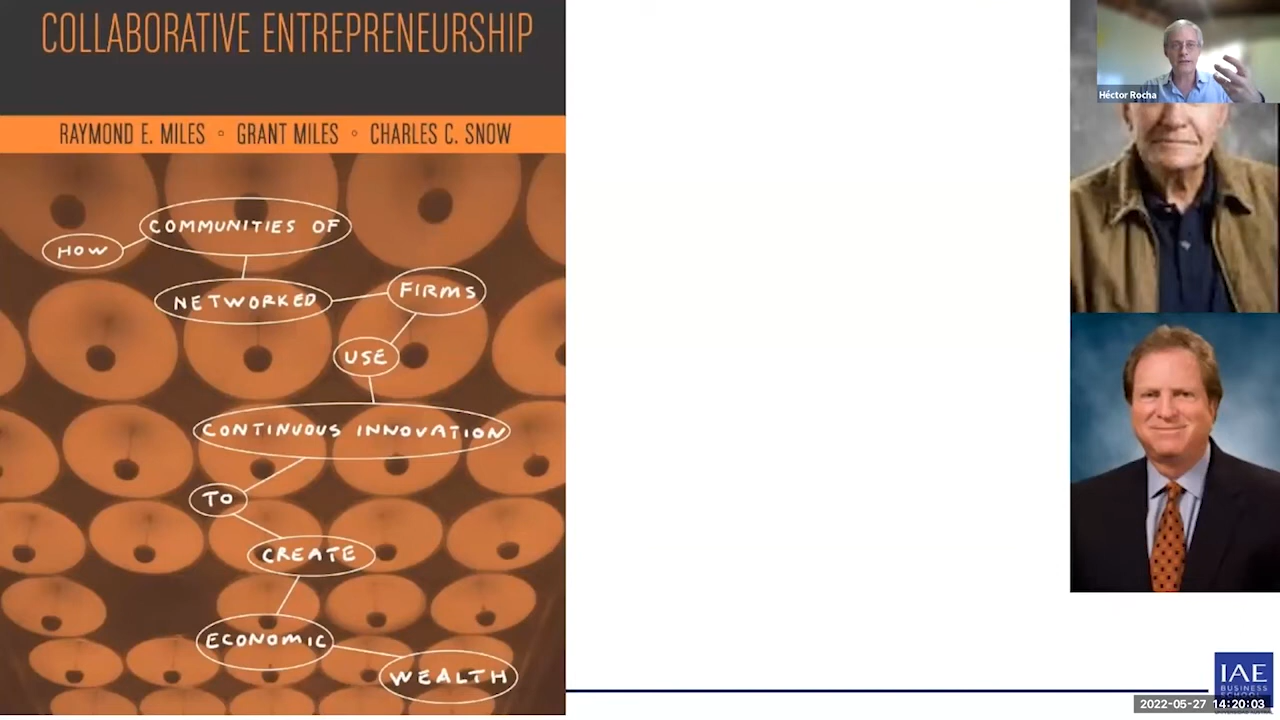 COLLABORATIVE ENTREPRENEURSHIP
RAYMOND E. MILES • GRANT MILES • CHARLES C. SNOW
HOW
COMMUNITIES OF
NETWORKED
FIRMS
USE
CONTINUOUS INNOVATION
TO
CREATE
ECONOMIC
WEALTH
Héctor Rocha
IAE
BUSINESS
2022-05-27 14:20:03